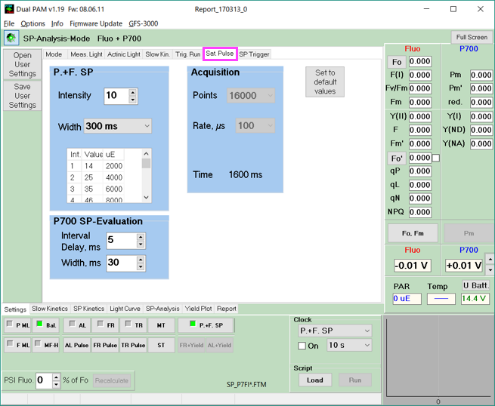 Dual PAM v1.19 Fw: 08.06.11 Report_170313_0
File Options Info Firmware Update GFS-3000
SP-Analysis-Mode Fluo + P700 Full Screen
Open User Settings
Save User Settings
Mode Meas. Light Actinic Light Slow Kin. Trig. Run Sat. Pulse SP Trigger
P.+F. SP
Intensity 10
Width 300 ms
Int. Value uE
1 14 2000
2 25 4000
3 35 6000
4 46 8000
P700 SP-Evaluation
Interval Delay, ms 5
Width, ms 30
Acquisition
Points 16000
Rate, µs 100
Time 1600 ms
Set to default values
Fluo P700
Fo 0.000
F(I) 0.000 Pm 0.000
Fv/Fm 0.000 Pm' 0.000
Fm 0.000 red. 0.000
Y(II) 0.000 Y(I) 0.000
F 0.000 Y(ND) 0.000
Fm' 0.000 Y(NA) 0.000
Fo' 0.000
qP 0.000
qL 0.000
qN 0.000
NPQ 0.000
Fo, Fm Pm
Fluo P700
-0.01 V +0.01 V
PAR Temp U Batt.
0 uE ---- 14.4 V
Settings Slow Kinetics SP Kinetics Light Curve SP-Analysis Yield Plot Report
P ML Bal. AL FR TR MT P.+F. SP
F ML MF-H AL Pulse FR Pulse TR Pulse ST FR+Yield AL+Yield
Clock
P.+F. SP
On 10 s
Script
Load Run
PSI Fluo 0 % of Fo Recalculate
SP_P7FI*.FTM
0